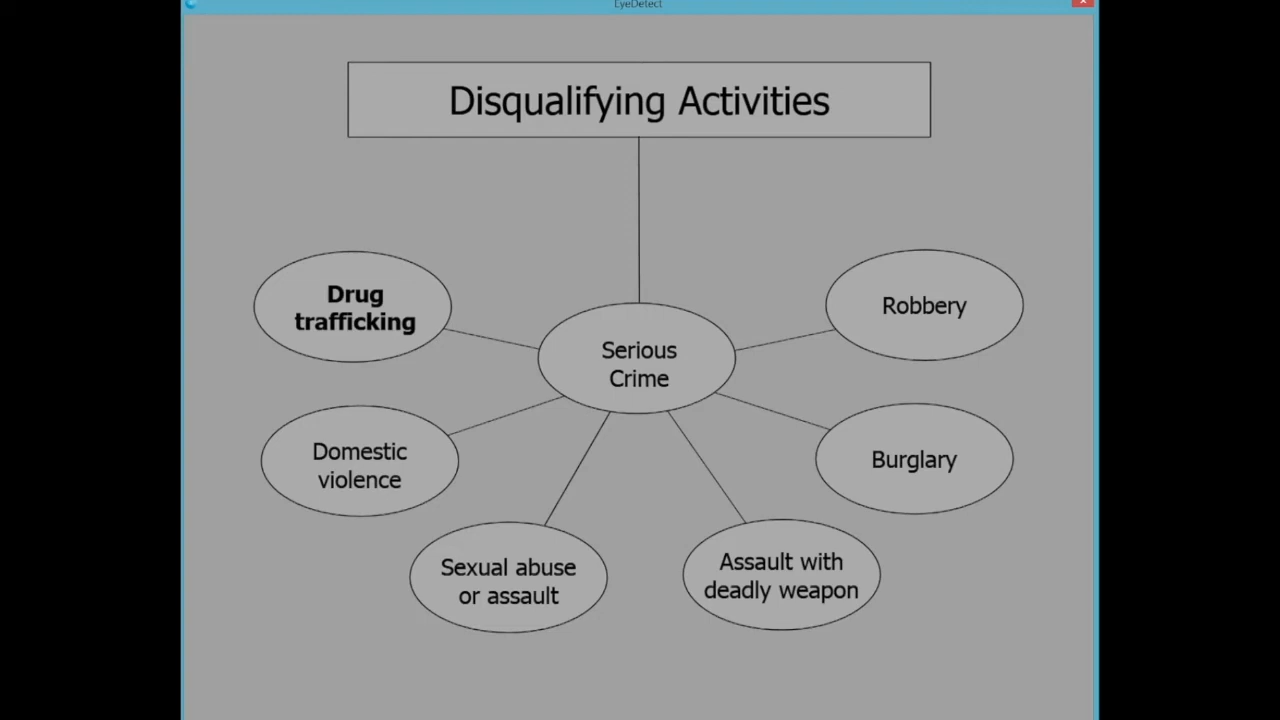 EyeDetect
Disqualifying Activities
Drug
trafficking
Robbery
Serious
Crime
Domestic
violence
Burglary
Sexual abuse
or assault
Assault with
deadly weapon